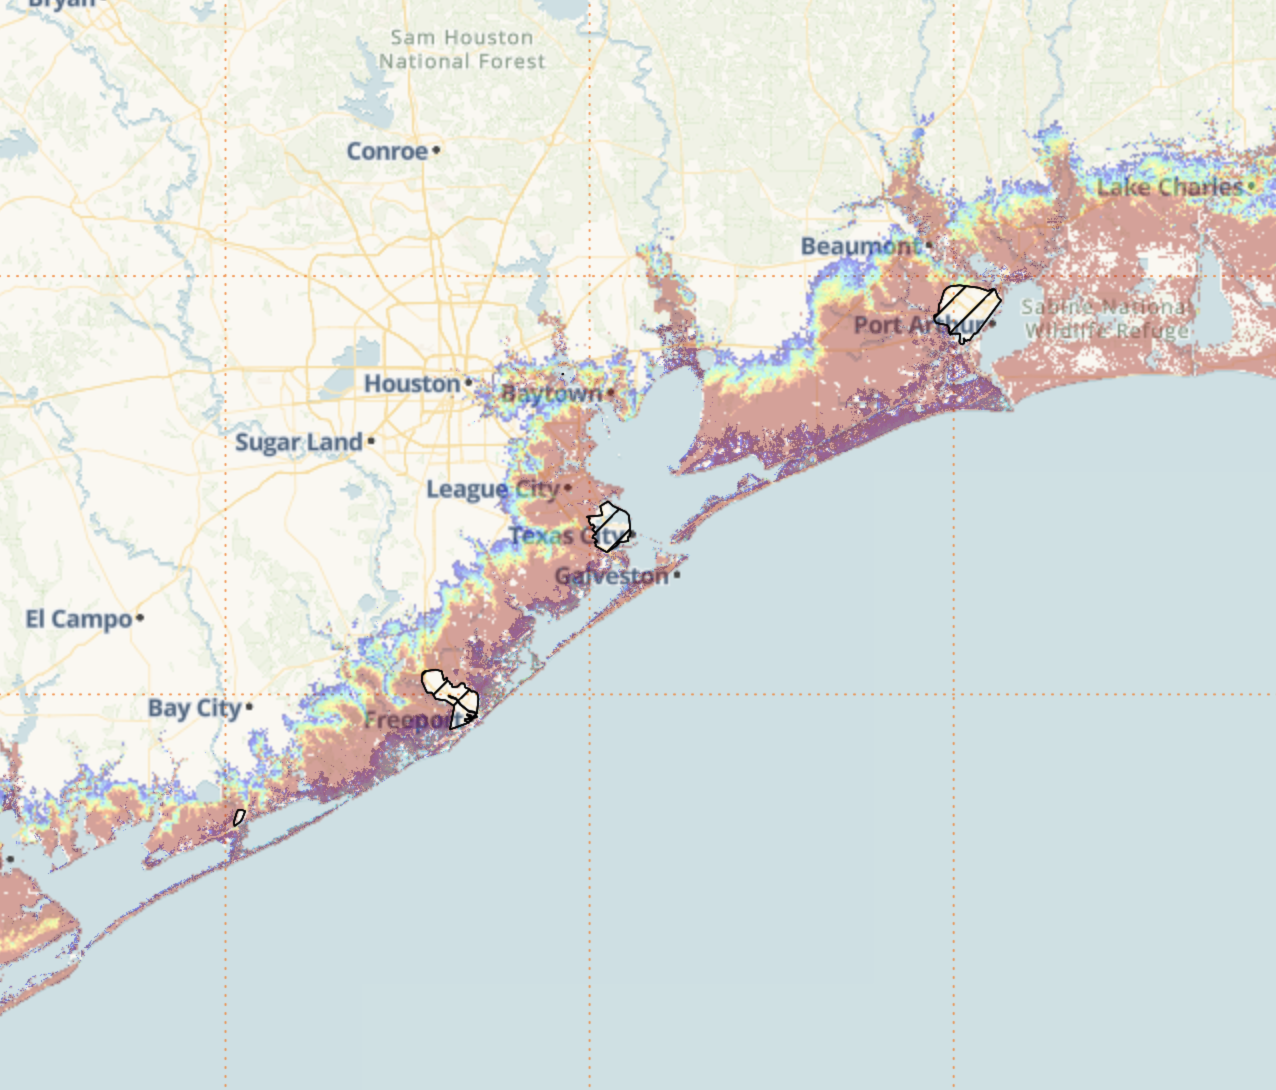 Bryan
Sam Houston
National Forest
Conroe
Lake Charles
Beaumont
Sabine National
Wildlife Refuge
Port Arthur
Houston
Baytown
Sugar Land
League City
Texas City
Galveston
El Campo
Bay City
Freeport